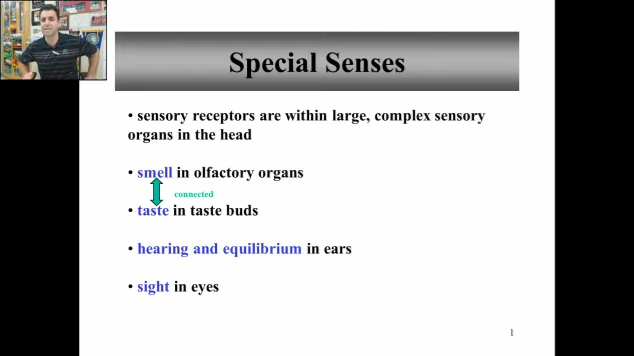 Special Senses
• sensory receptors are within large, complex sensory
organs in the head
• smell in olfactory organs
connected
• taste in taste buds
• hearing and equilibrium in ears
• sight in eyes
1